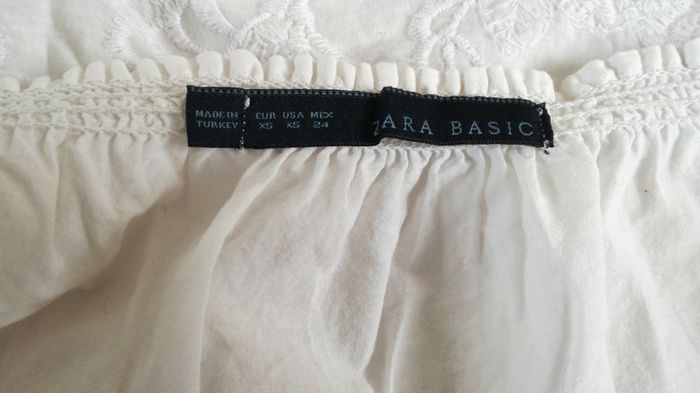 MADE IN
TURKEY
EUR USA MEX
XS XS 24
ZARA BASIC